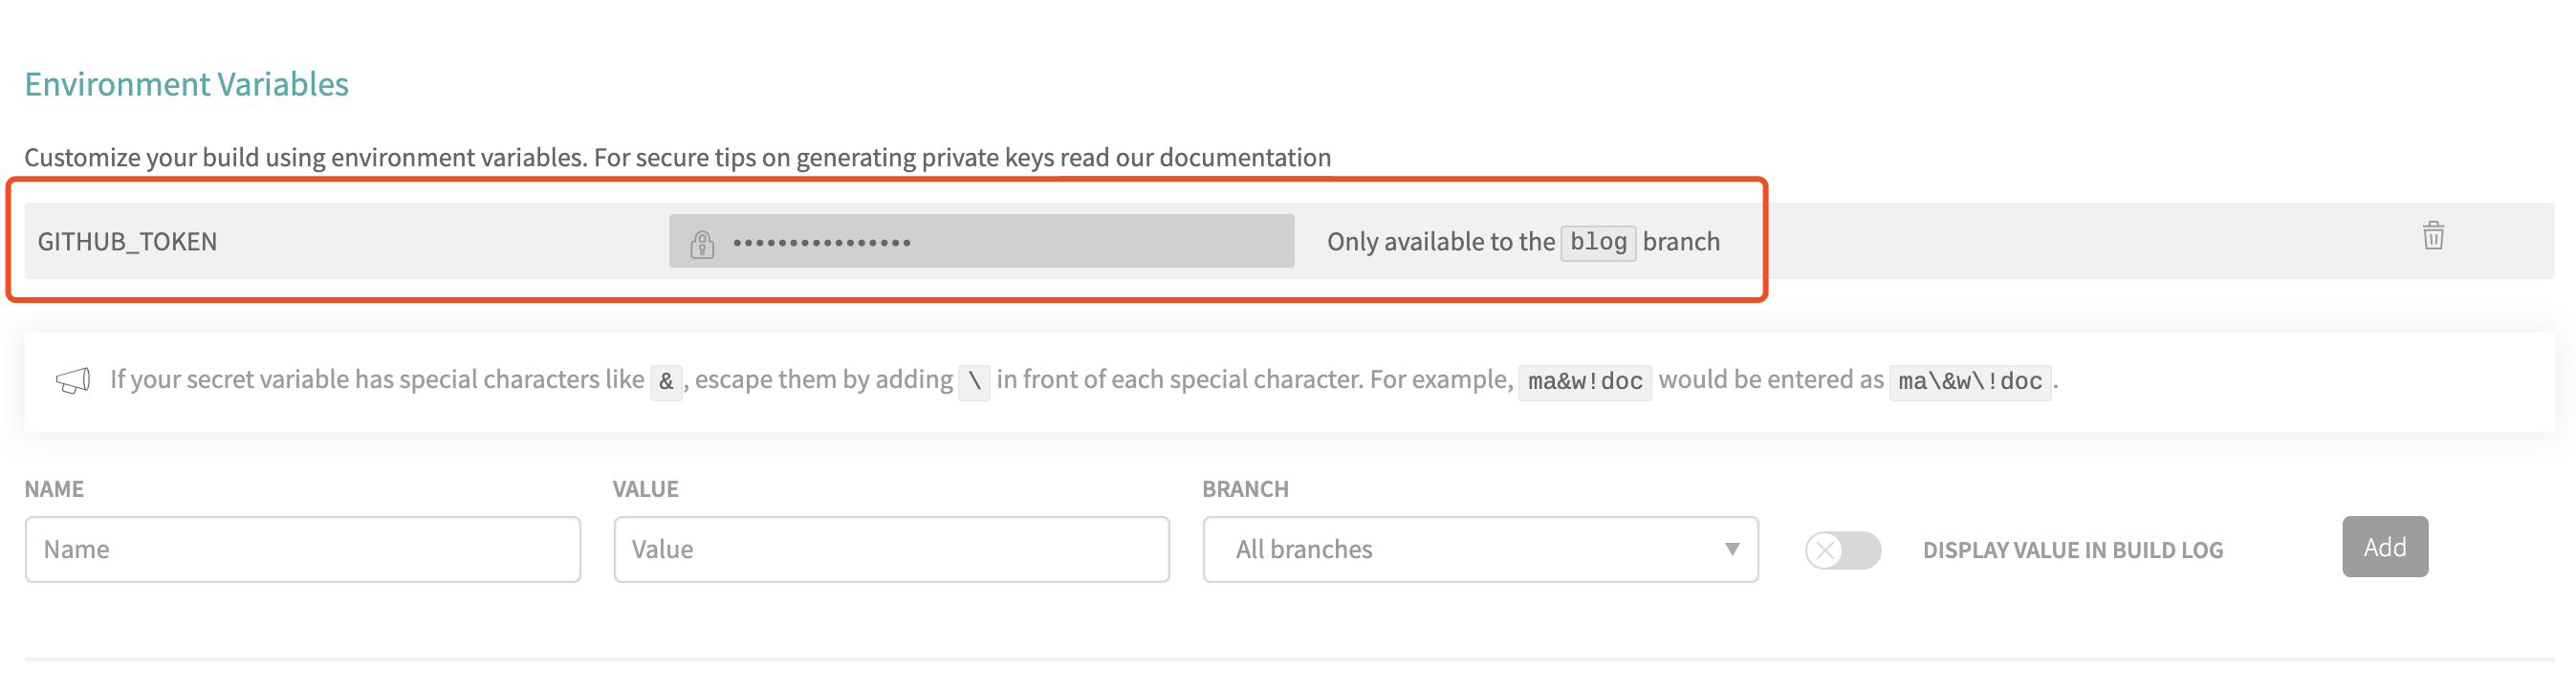 Environment Variables
Customize your build using environment variables. For secure tips on generating private keys read our documentation
GITHUB_TOKEN •••••••••••••••• Only available to the blog branch
If your secret variable has special characters like &, escape them by adding \ in front of each special character. For example, ma&w!doc would be entered as ma\&w\!doc.
NAME VALUE BRANCH
Name Value All branches DISPLAY VALUE IN BUILD LOG Add